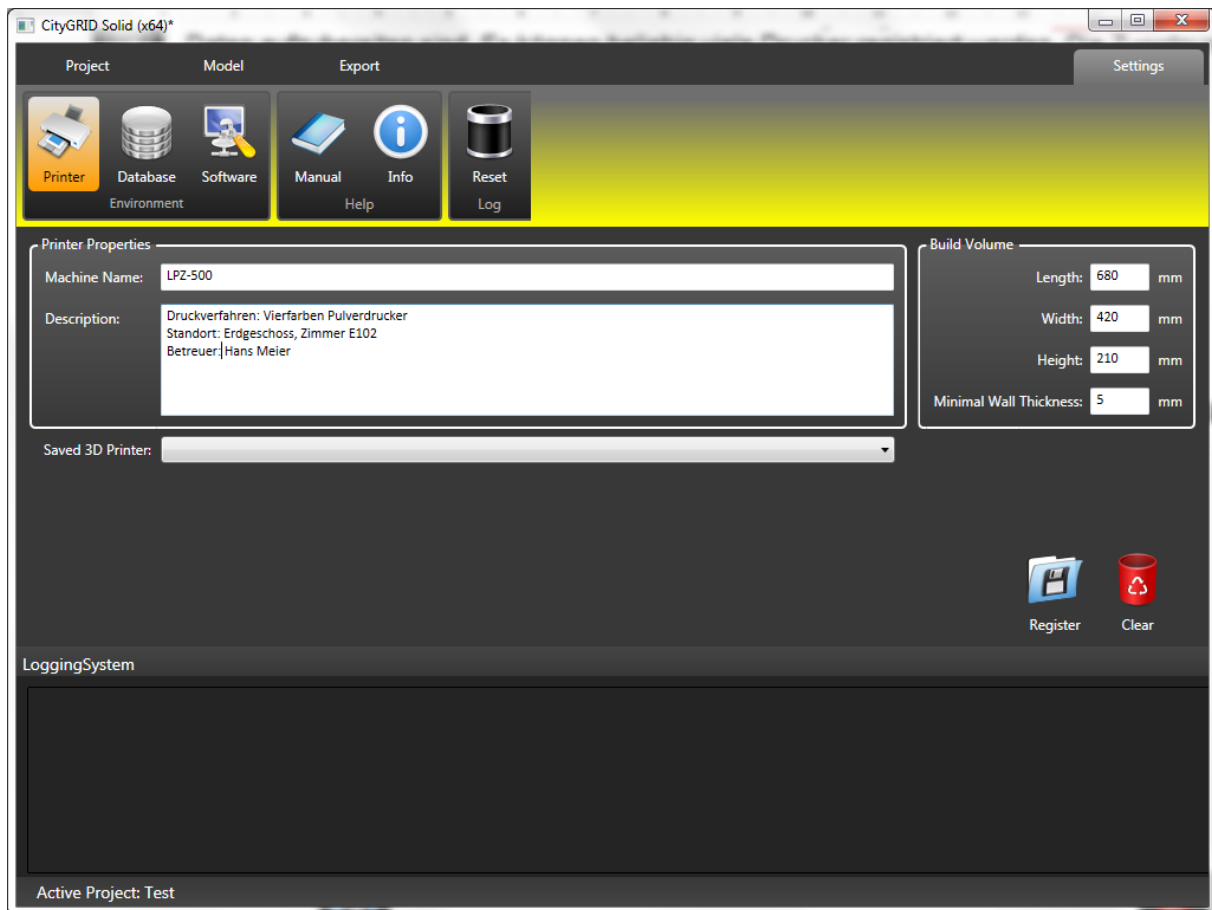 CityGRID Solid (x64)*
Project Model Export Settings
Printer Database Software Manual Info Reset
Environment Help Log
Printer Properties
Machine Name: LPZ-500
Description: Druckverfahren: Vierfarben Pulverdrucker
Standort: Erdgeschoss, Zimmer E102
Betreuer: Hans Meier
Build Volume
Length: 680 mm
Width: 420 mm
Height: 210 mm
Minimal Wall Thickness: 5 mm
Saved 3D Printer:
Register Clear
LoggingSystem
Active Project: Test